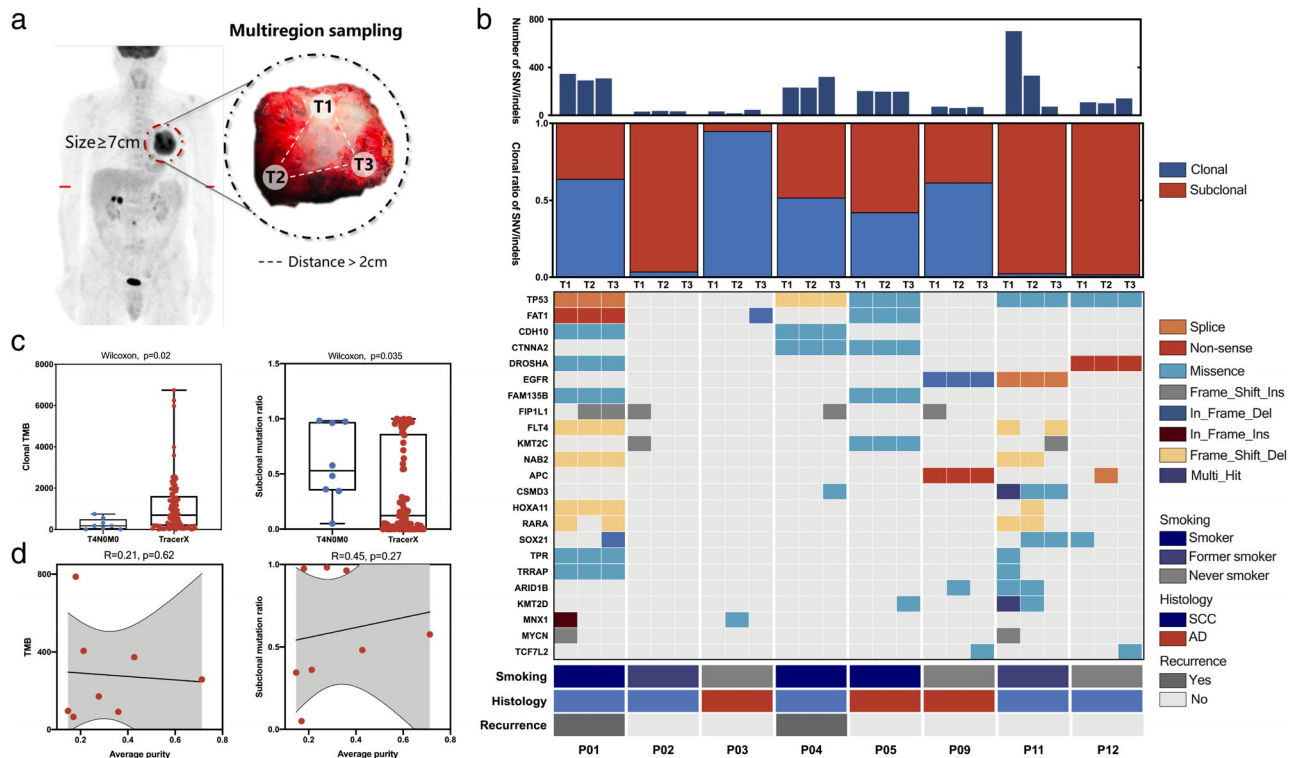 a
Multiregion sampling
Size≥7cm
T1
T2
T3
Distance > 2cm
b
Number of SNV/indels
800
400
0
Clonal ratio of SNV/indels
1.0
0.5
0.0
Clonal
Subclonal
T1 T2 T3 T1 T2 T3 T1 T2 T3 T1 T2 T3 T1 T2 T3 T1 T2 T3 T1 T2 T3 T1 T2 T3
TP53
FAT1
CDH10
CTNNA2
DROSHA
EGFR
FAM135B
FIP1L1
FLT4
KMT2C
NAB2
APC
CSMD3
HOXA11
RARA
SOX21
TPR
TRRAP
ARID1B
KMT2D
MNX1
MYCN
TCF7L2
Smoking
Histology
Recurrence
P01 P02 P03 P04 P05 P09 P11 P12
Splice
Non-sense
Missence
Frame_Shift_Ins
In_Frame_Del
In_Frame_Ins
Frame_Shift_Del
Multi_Hit
Smoking
Smoker
Former smoker
Never smoker
Histology
SCC
AD
Recurrence
Yes
No
c
Wilcoxon, p=0.02
Clonal TMB
8000
6000
4000
2000
0
T4N0M0 TracerX
Wilcoxon, p=0.035
Subclonal mutation ratio
1.5
1.0
0.5
0.0
T4N0M0 TracerX
d
R=0.21, p=0.62
TMB
800
400
0
0.2 0.4 0.6 0.8
Average purity
R=0.45, p=0.27
Subclonal mutation ratio
1.0
0.5
0.0
0.2 0.4 0.6 0.8
Average purity